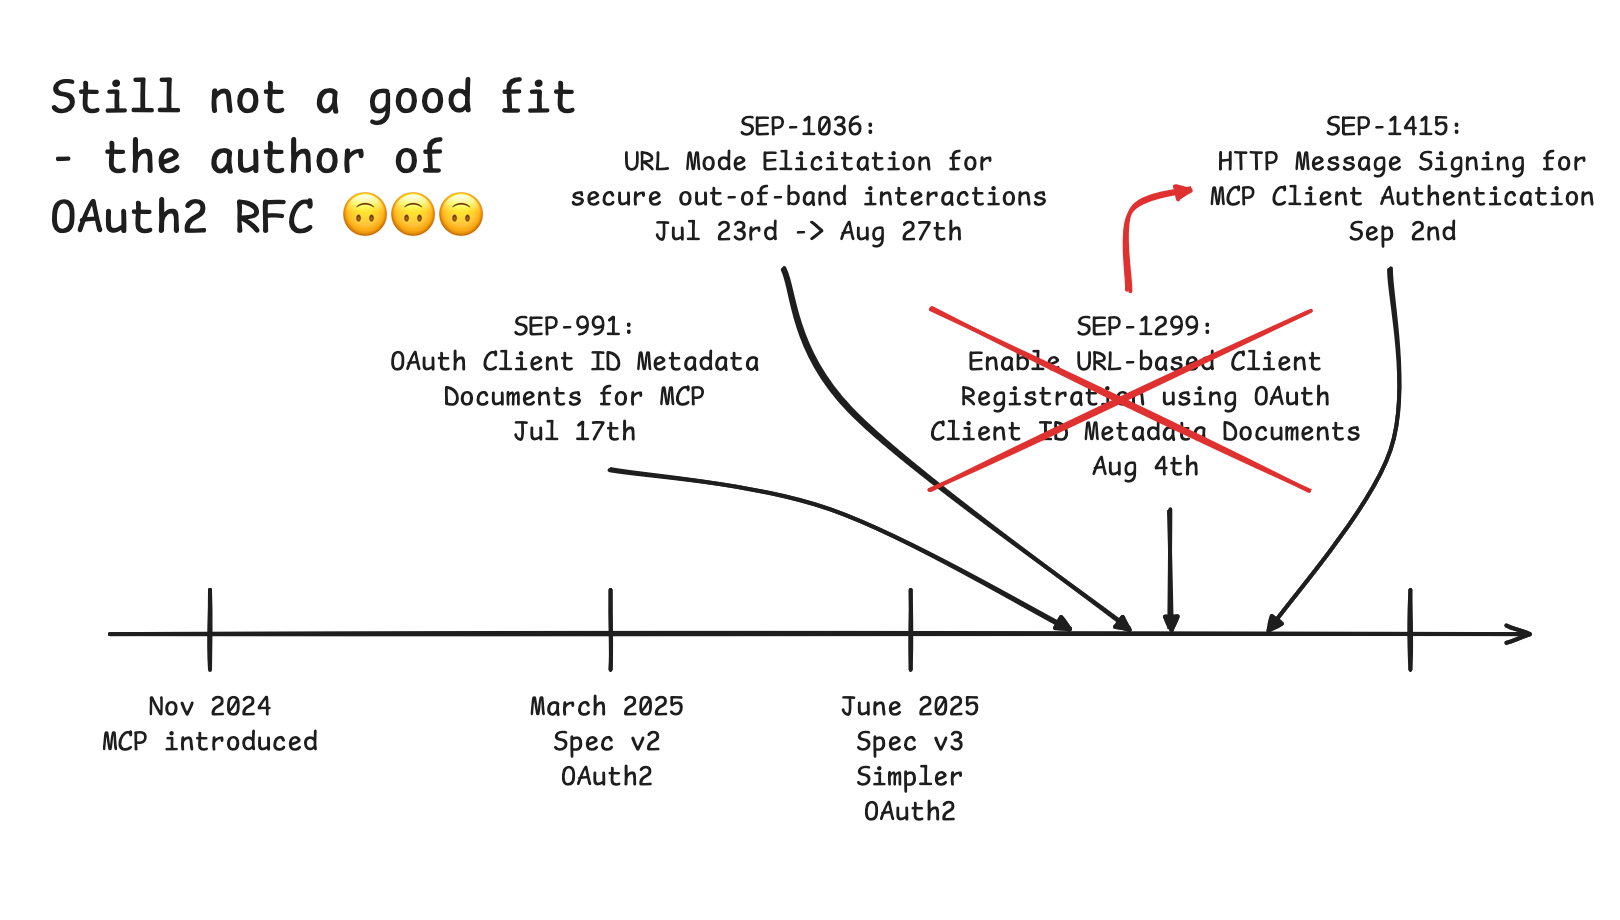 Still not a good fit
- the author of
OAuth2 RFC 🙃🙃🙃
SEP-1036:
URL Mode Elicitation for
secure out-of-band interactions
Jul 23rd -> Aug 27th
SEP-1415:
HTTP Message Signing for
MCP Client Authentication
Sep 2nd
SEP-991:
OAuth Client ID Metadata
Documents for MCP
Jul 17th
SEP-1299:
Enable URL-based Client
Registration using OAuth
Client ID Metadata Documents
Aug 4th
Nov 2024
MCP introduced
March 2025
Spec v2
OAuth2
June 2025
Spec v3
Simpler
OAuth2